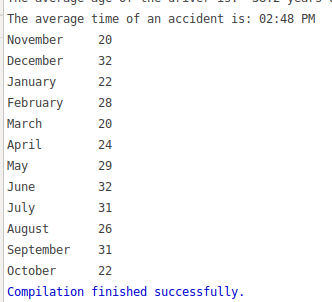 The average age of the driver is: 38.2 years
The average time of an accident is: 02:48 PM
November 20
December 32
January 22
February 28
March 20
April 24
May 29
June 32
July 31
August 26
September 31
October 22
Compilation finished successfully.